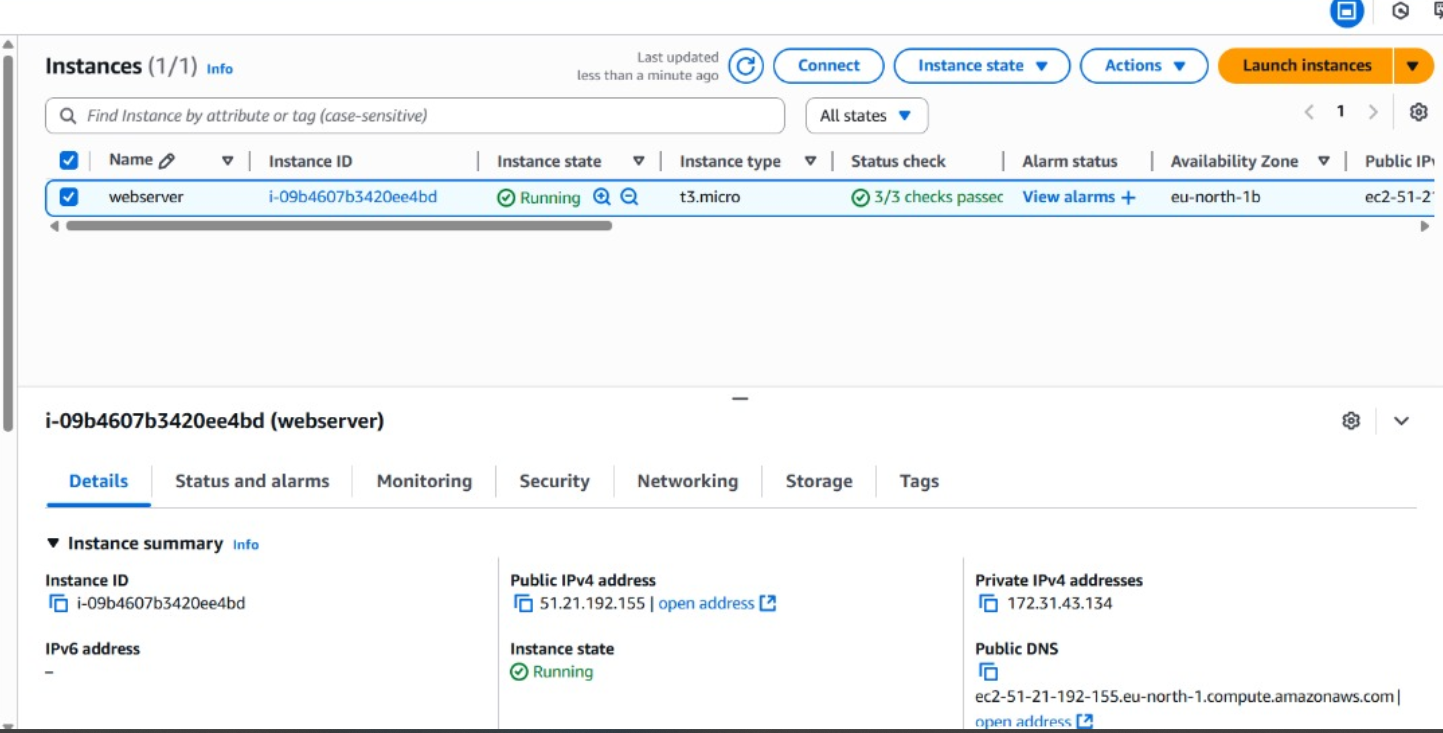 Last updated
Instances (1/1) Info
less than a minute ago
Connect
Instance state
Actions
Launch instances
Find Instance by attribute or tag (case-sensitive)
All states
1
Name Instance ID Instance state Instance type Status check Alarm status Availability Zone Public IPv
webserver i-09b4607b3420ee4bd Running t3.micro 3/3 checks passec View alarms + eu-north-1b ec2-51-2
i-09b4607b3420ee4bd (webserver)
Details Status and alarms Monitoring Security Networking Storage Tags
Instance summary Info
Instance ID
i-09b4607b3420ee4bd
IPv6 address
–
Public IPv4 address
51.21.192.155 | open address
Instance state
Running
Private IPv4 addresses
172.31.43.134
Public DNS
ec2-51-21-192-155.eu-north-1.compute.amazonaws.com |
open address